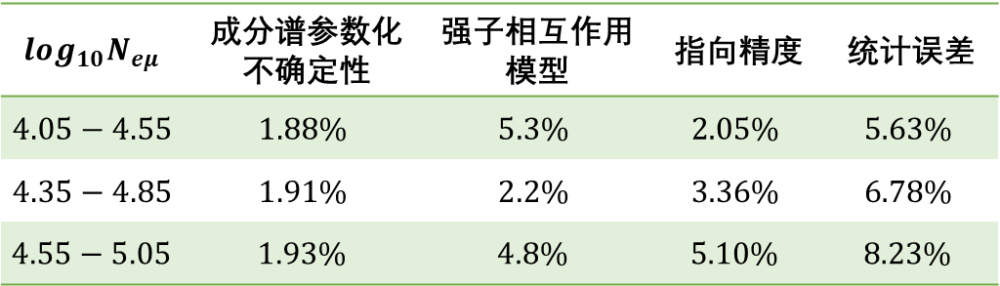 log₁₀Nₑμ 成分谱参数化不确定性 强子相互作用模型 指向精度 统计误差
4.05 − 4.55 1.88% 5.3% 2.05% 5.63%
4.35 − 4.85 1.91% 2.2% 3.36% 6.78%
4.55 − 5.05 1.93% 4.8% 5.10% 8.23%